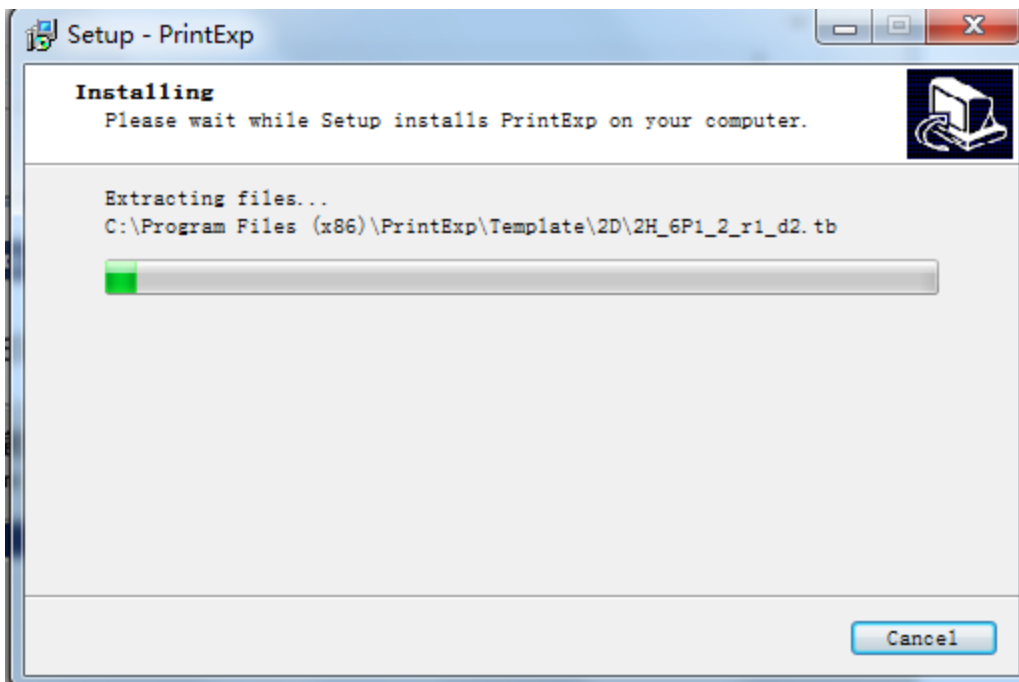 Setup - PrintExp
Installing
Please wait while Setup installs PrintExp on your computer.
Extracting files...
C:\Program Files (x86)\PrintExp\Template\2D\2H_6P1_2_r1_d2.tb
Cancel